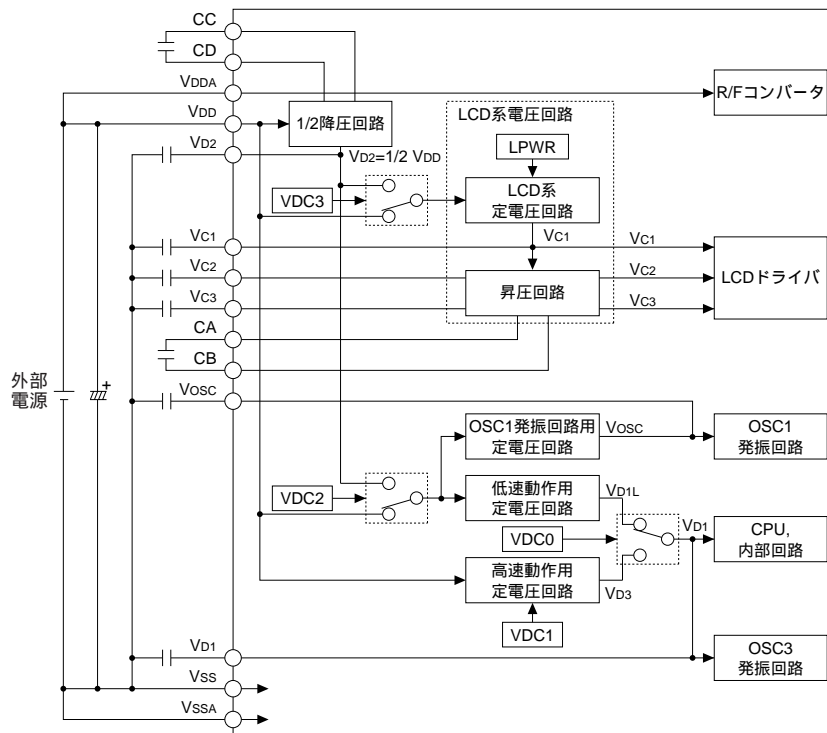 CC
CD
VDDA
R/Fコンバータ
VDD
1/2降圧回路
LCD系電圧回路
VD2
VD2=1/2 VDD
LPWR
VDC3
LCD系
定電圧回路
VC1
VC1
VC1
VC2
VC2
昇圧回路
LCDドライバ
VC3
VC3
CA
CB
外部
電源
+
VOSC
OSC1発振回路用
定電圧回路
VOSC
OSC1
発振回路
VDC2
低速動作用
定電圧回路
VD1L
VDC0
VD1
CPU,
内部回路
高速動作用
定電圧回路
VD3
VDC1
VD1
OSC3
発振回路
VSS
VSSA